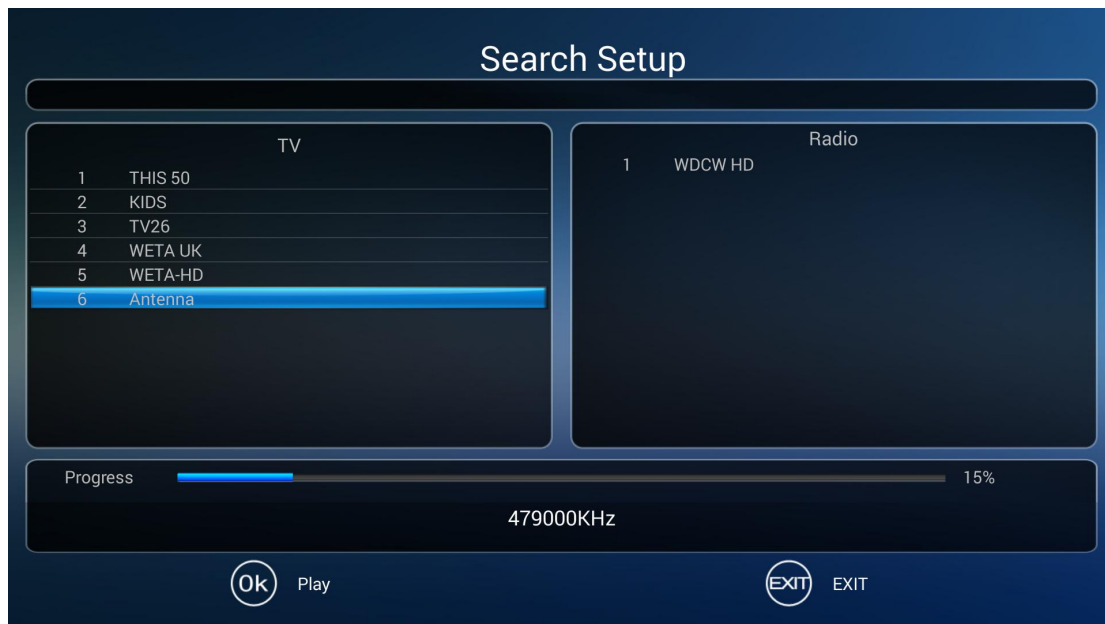 Search Setup
TV
1 THIS 50
2 KIDS
3 TV26
4 WETA UK
5 WETA-HD
6 Antenna
Radio
1 WDCW HD
Progress 15%
479000KHz
Ok Play
EXIT EXIT